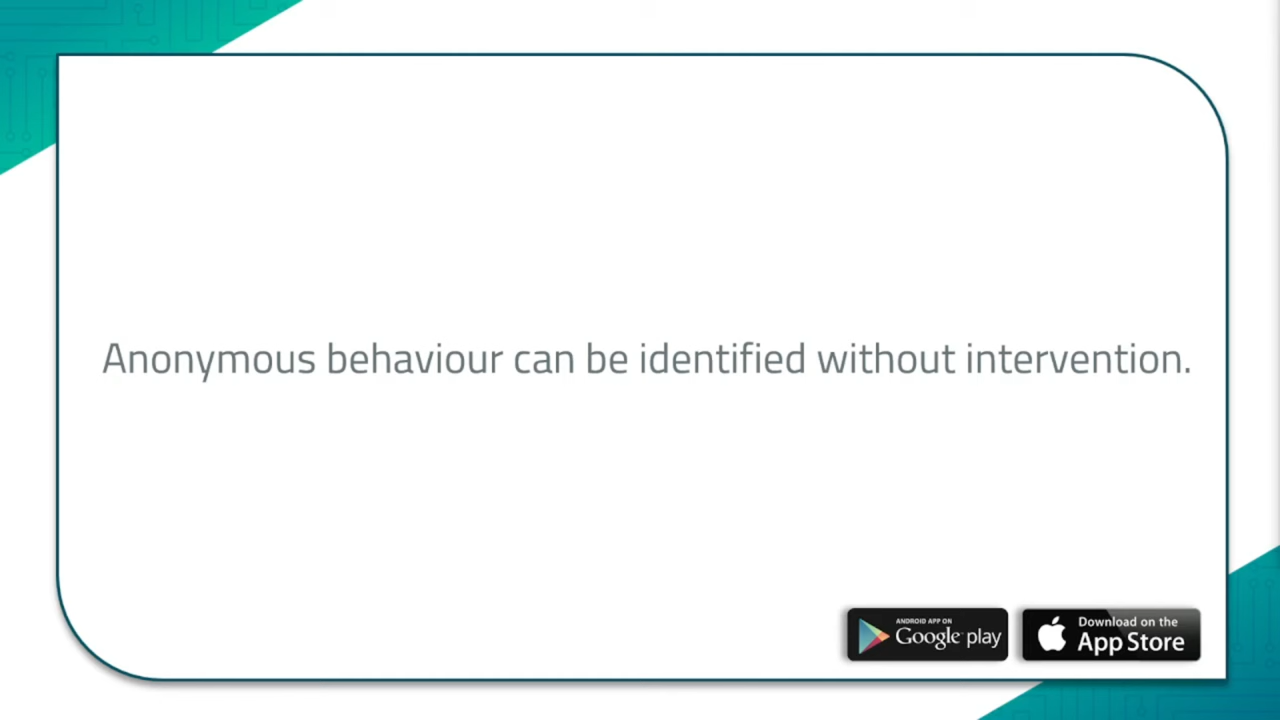 Anonymous behaviour can be identified without intervention.
ANDROID APP ON
Google play
Download on the
App Store